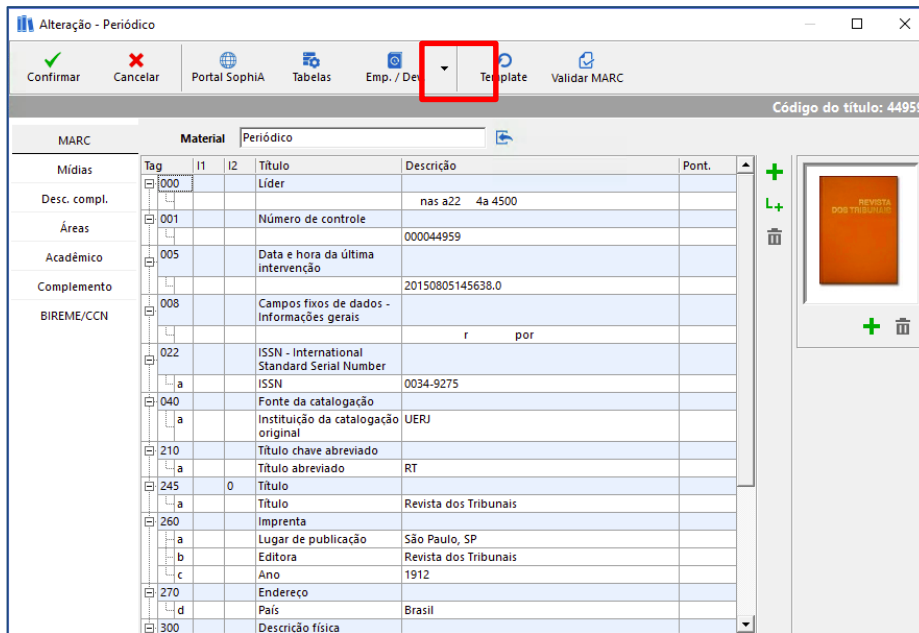 Alteração - Periódico
Confirmar Cancelar Portal SophiA Tabelas Emp. / Dev Template Validar MARC
Código do título: 44959
MARC
Mídias
Desc. compl.
Áreas
Acadêmico
Complemento
BIREME/CCN
Material Periódico
Tag I1 I2 Título Descrição Pont.
000 Líder
nas a22 4a 4500
001 Número de controle
000044959
005 Data e hora da última
intervenção
20150805145638.0
008 Campos fixos de dados -
Informações gerais
r por
022 ISSN - International
Standard Serial Number
a ISSN 0034-9275
040 Fonte da catalogação
a Instituição da catalogação UERJ
original
210 Título chave abreviado
a Título abreviado RT
245 0 Título
a Título Revista dos Tribunais
260 Imprenta
a Lugar de publicação São Paulo, SP
b Editora Revista dos Tribunais
c Ano 1912
270 Endereço
d País Brasil
300 Descrição física
REVISTA
DOS TRIBUNAIS